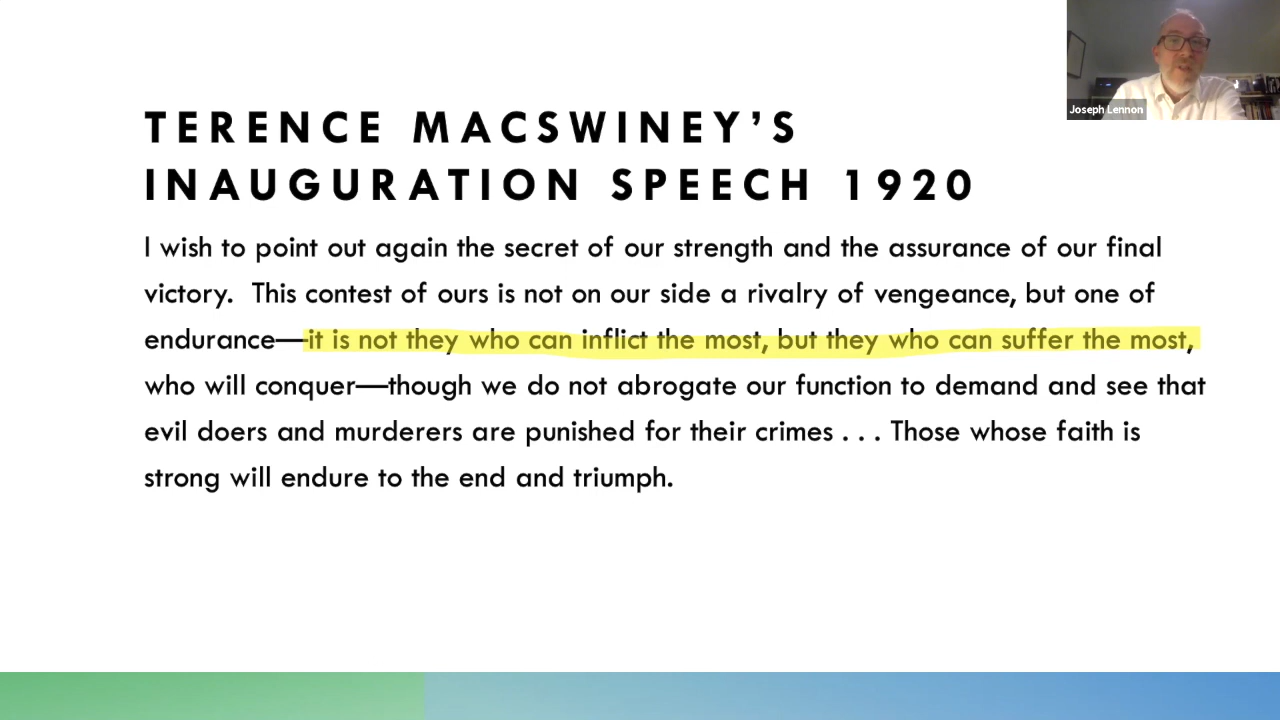 Joseph Lennon
TERENCE MACSWINEY’S
INAUGURATION SPEECH 1920
I wish to point out again the secret of our strength and the assurance of our final
victory.  This contest of ours is not on our side a rivalry of vengeance, but one of
endurance—it is not they who can inflict the most, but they who can suffer the most,
who will conquer—though we do not abrogate our function to demand and see that
evil doers and murderers are punished for their crimes . . . Those whose faith is
strong will endure to the end and triumph.